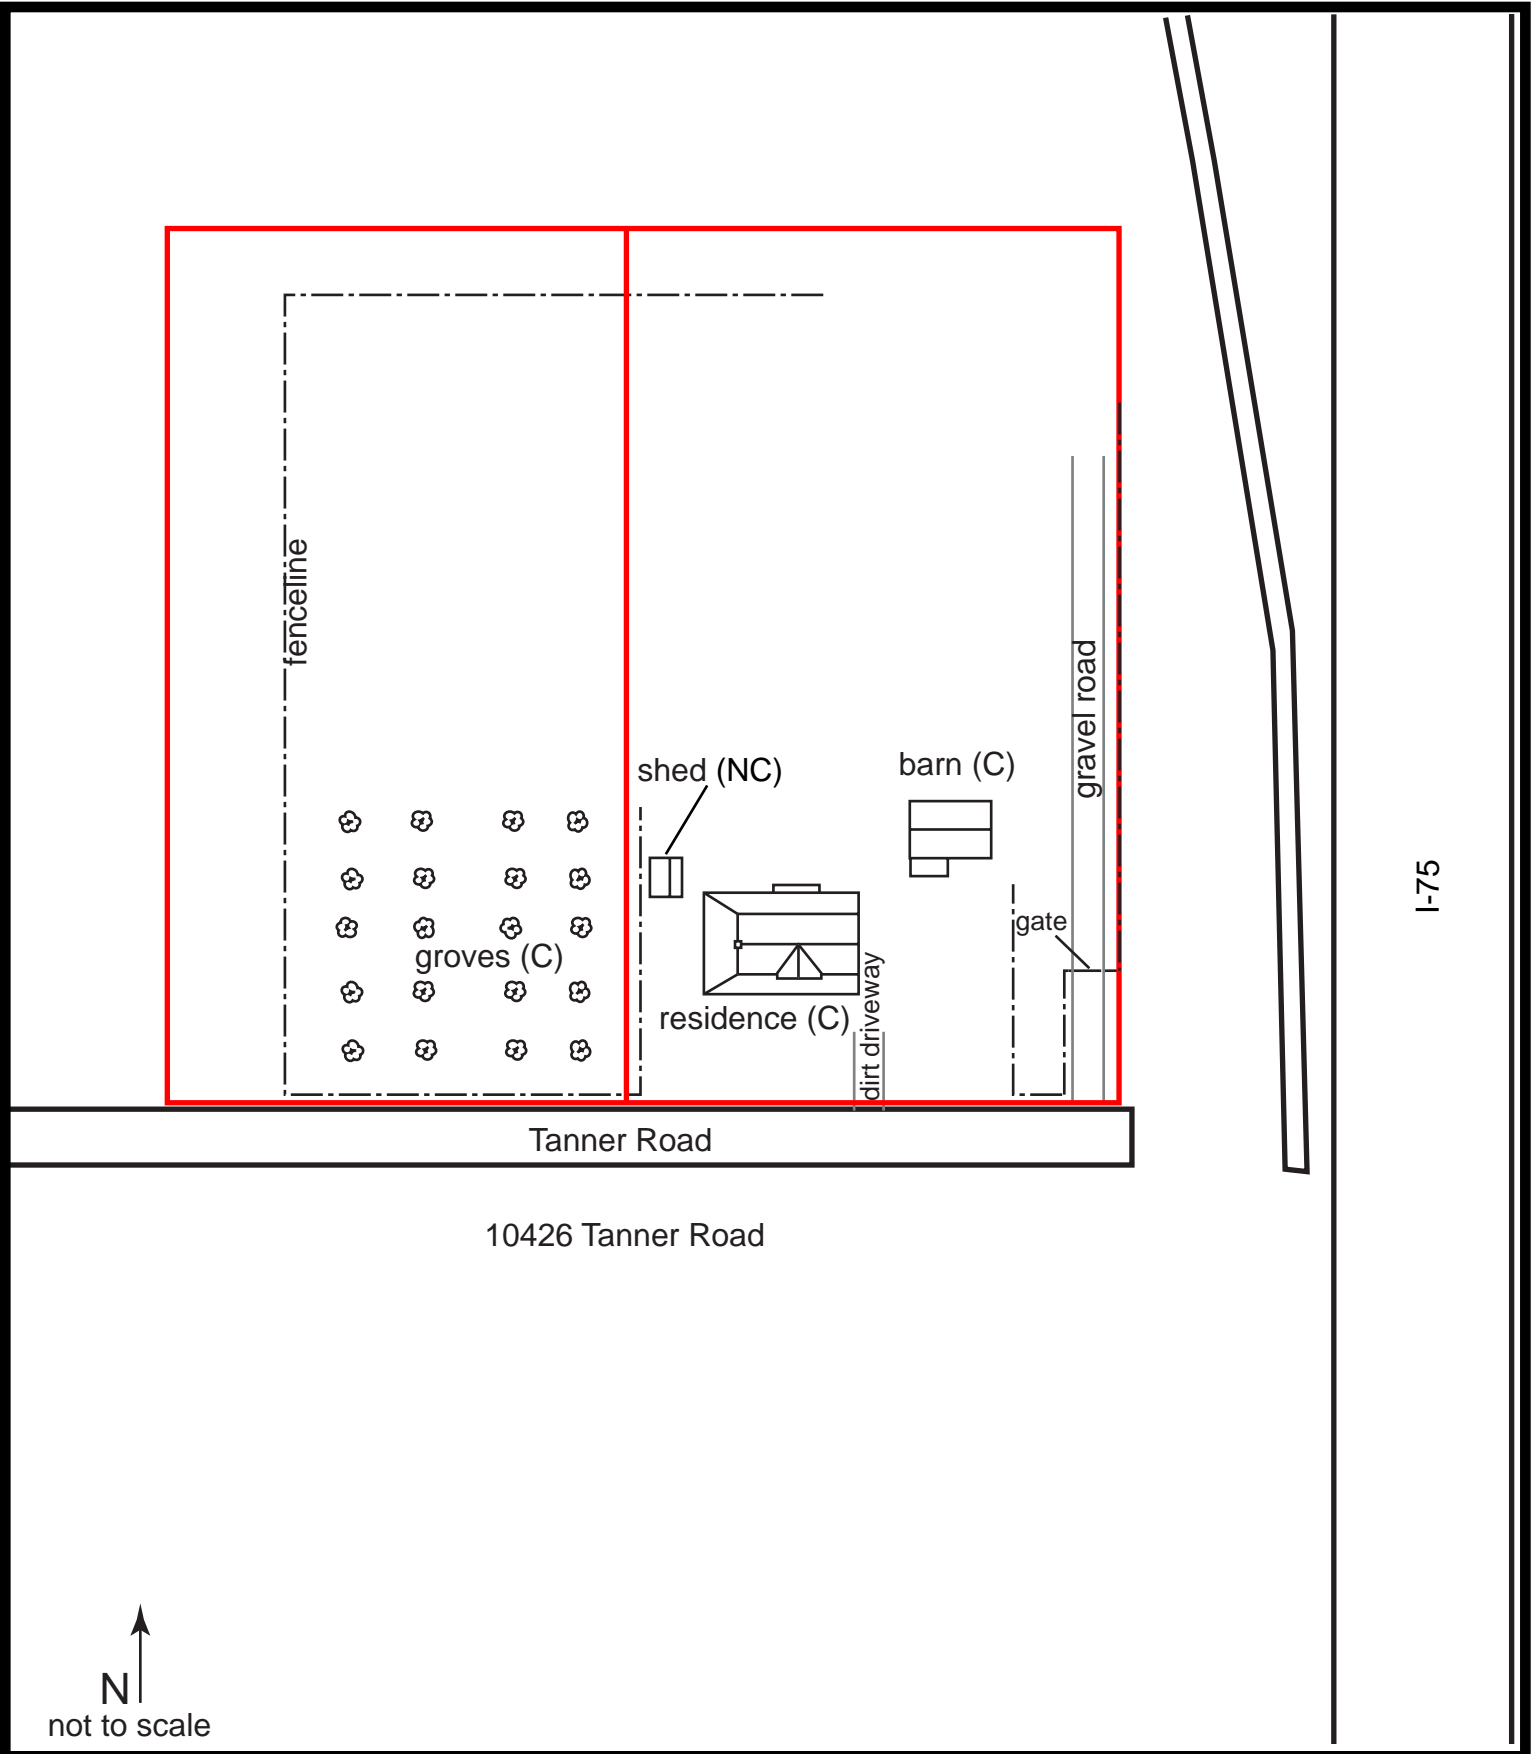 fenceline
gravel road
shed (NC)
barn (C)
I-75
gate
groves (C)
residence (C)
dirt driveway
Tanner Road
10426 Tanner Road
N
not to scale